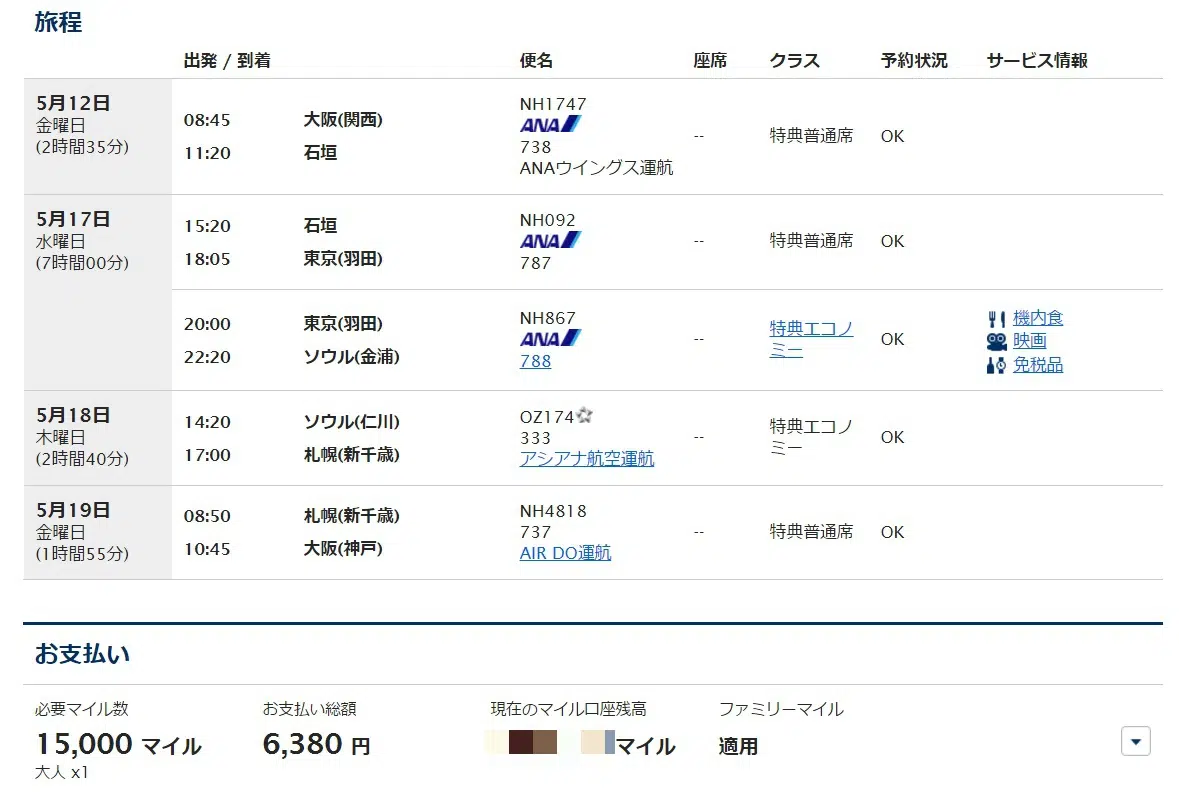 旅程
出発 / 到着 便名 座席 クラス 予約状況 サービス情報
5月12日
金曜日
(2時間35分)
08:45 大阪(関西)
11:20 石垣
NH1747
ANA
738
ANAウイングス運航
--
特典普通席
OK
5月17日
水曜日
(7時間00分)
15:20 石垣
18:05 東京(羽田)
NH092
ANA
787
--
特典普通席
OK
20:00 東京(羽田)
22:20 ソウル(金浦)
NH867
ANA
788
--
特典エコノ
ミー
OK
機内食
映画
免税品
5月18日
木曜日
(2時間40分)
14:20 ソウル(仁川)
17:00 札幌(新千歳)
OZ174
333
アシアナ航空運航
--
特典エコノ
ミー
OK
5月19日
金曜日
(1時間55分)
08:50 札幌(新千歳)
10:45 大阪(神戸)
NH4818
737
AIR DO運航
--
特典普通席
OK
お支払い
必要マイル数 お支払い総額 現在のマイル口座残高 ファミリーマイル
15,000 マイル 6,380 円 マイル 適用
大人 x1